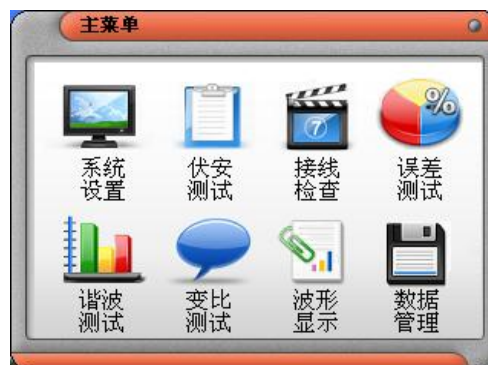 主菜单
%
系统 伏安 接线 误差
设置 测试 检查 测试
7
谐波 变比 波形 数据
测试 测试 显示 管理